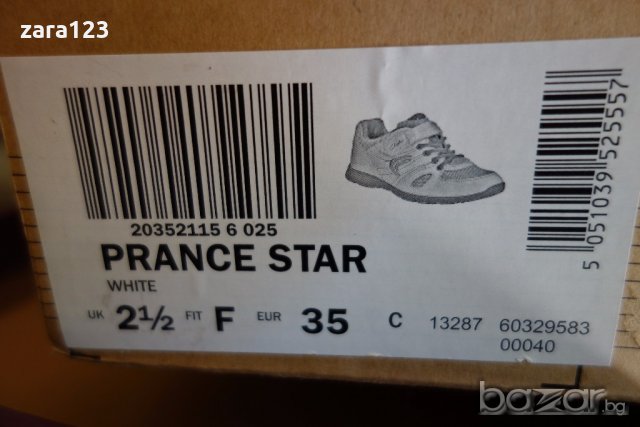 zara123
20352115 6 025
5 051039 525557
PRANCE STAR
WHITE
UK 2½ FIT F EUR 35 C 13287 60329583
00040
bazar.bg